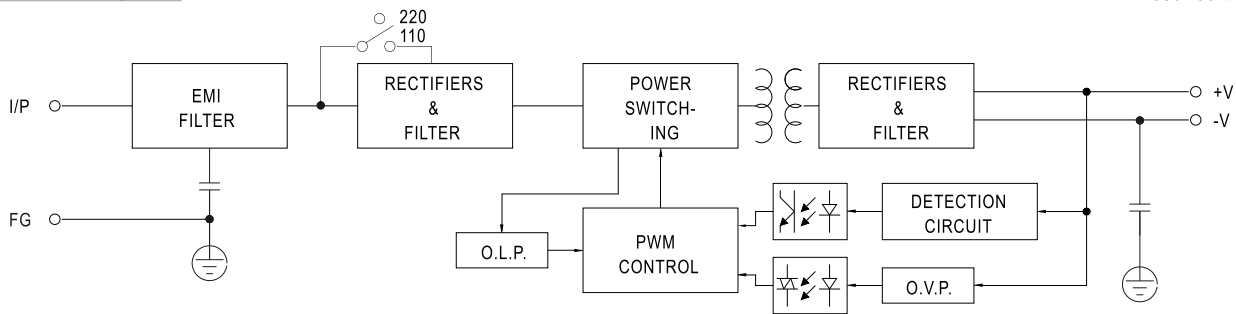 220
110
I/P
EMI
FILTER
RECTIFIERS
&
FILTER
POWER
SWITCH-
ING
RECTIFIERS
&
FILTER
+V
-V
FG
O.L.P.
PWM
CONTROL
DETECTION
CIRCUIT
O.V.P.